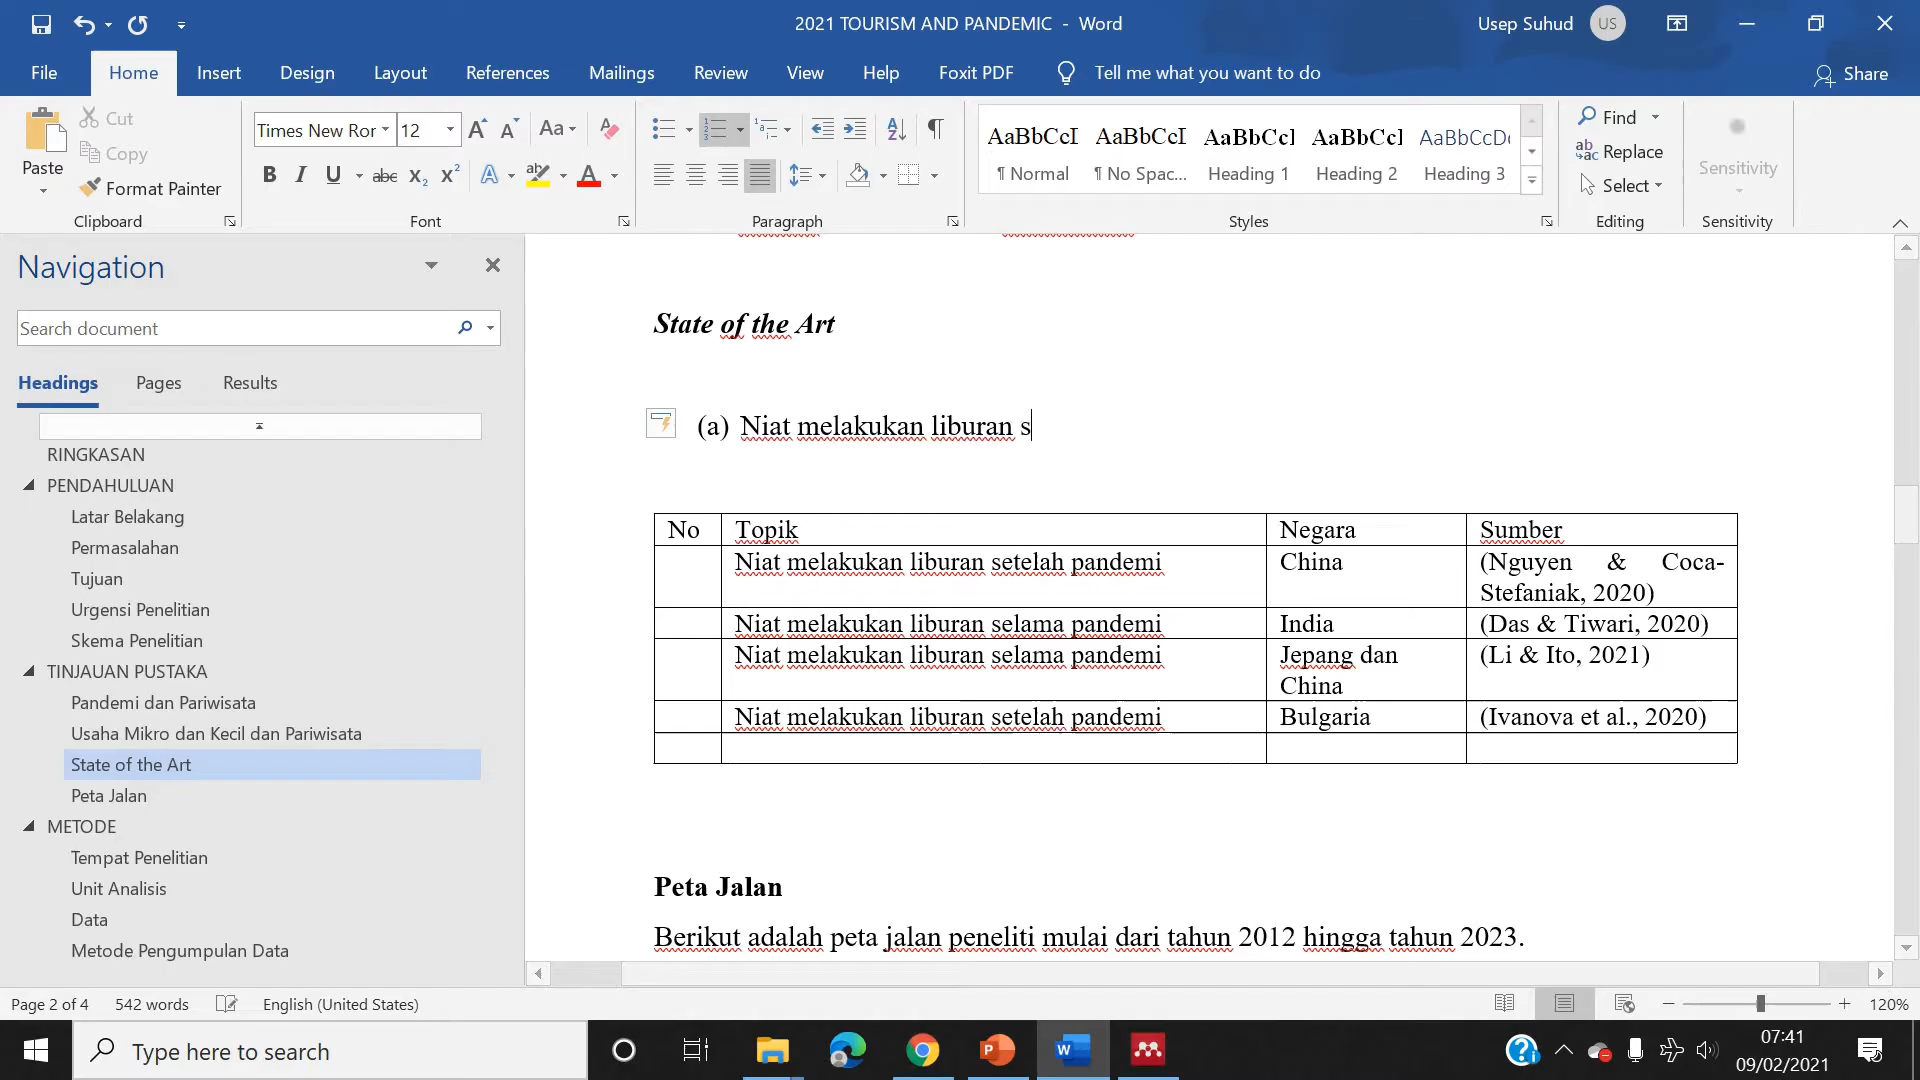 2021 TOURISM AND PANDEMIC - Word
Usep Suhud
US
File
Home
Insert
Design
Layout
References
Mailings
Review
View
Help
Foxit PDF
Tell me what you want to do
Share
Paste
Cut
Copy
Format Painter
Clipboard
Times New Ror
12
Font
Paragraph
AaBbCcI
¶ Normal
AaBbCcI
¶ No Spac...
AaBbCc]
Heading 1
AaBbCc]
Heading 2
AaBbCcDc
Heading 3
Styles
Find
Replace
Select
Editing
Sensitivity
Sensitivity
Navigation
Search document
Headings
Pages
Results
RINGKASAN
PENDAHULUAN
Latar Belakang
Permasalahan
Tujuan
Urgensi Penelitian
Skema Penelitian
TINJAUAN PUSTAKA
Pandemi dan Pariwisata
Usaha Mikro dan Kecil dan Pariwisata
State of the Art
Peta Jalan
METODE
Tempat Penelitian
Unit Analisis
Data
Metode Pengumpulan Data
State of the Art
(a) Niat melakukan liburan s
No Topik Negara Sumber
Niat melakukan liburan setelah pandemi China (Nguyen & Coca-
Stefaniak, 2020)
Niat melakukan liburan selama pandemi India (Das & Tiwari, 2020)
Niat melakukan liburan selama pandemi Jepang dan (Li & Ito, 2021)
China
Niat melakukan liburan setelah pandemi Bulgaria (Ivanova et al., 2020)
Peta Jalan
Berikut adalah peta jalan peneliti mulai dari tahun 2012 hingga tahun 2023.
Page 2 of 4
542 words
English (United States)
120%
Type here to search
07:41
09/02/2021